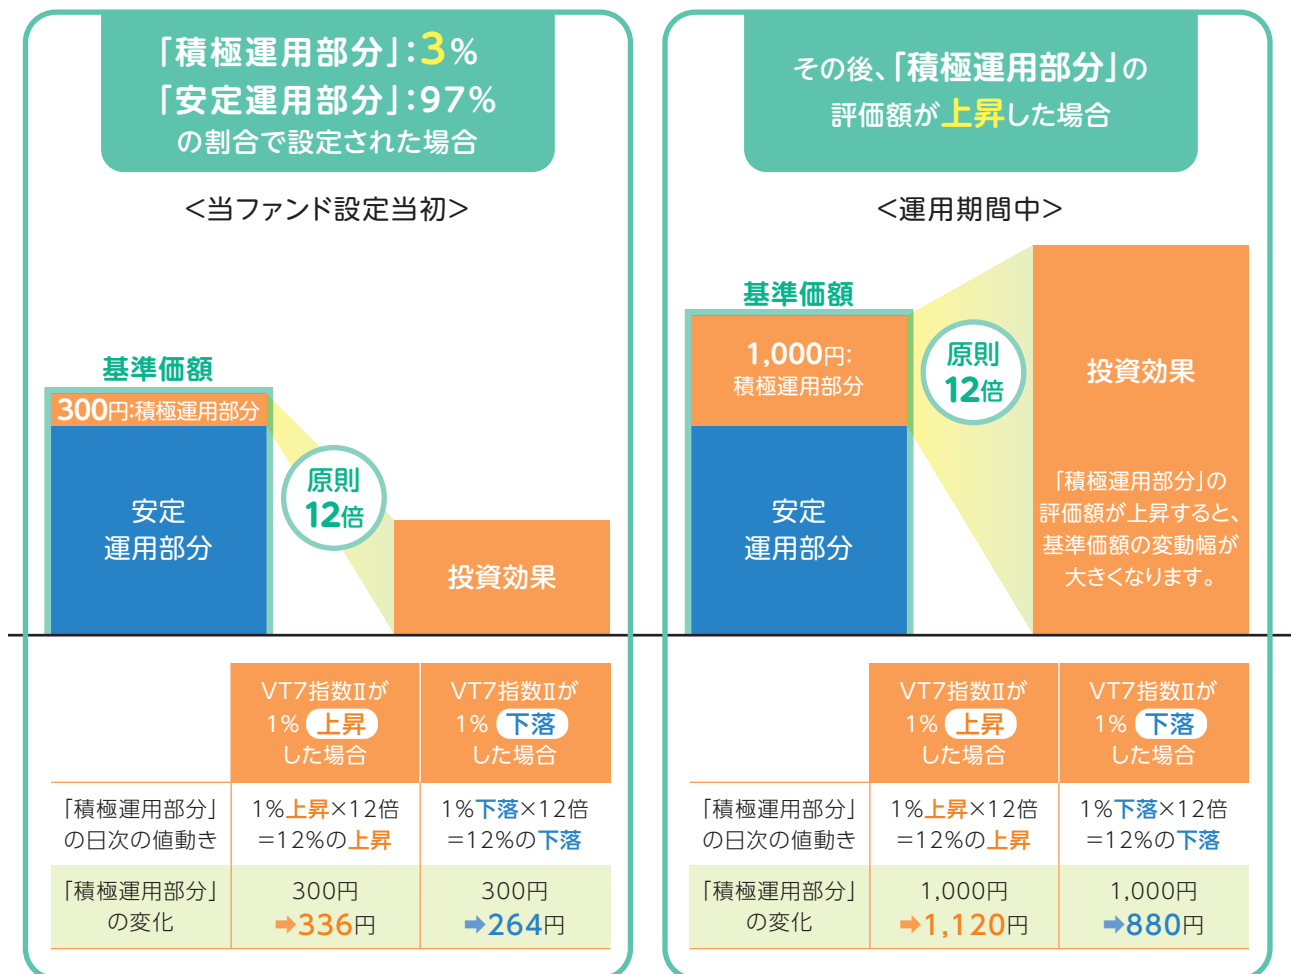 「積極運用部分」:3%
「安定運用部分」:97%
の割合で設定された場合
<当ファンド設定当初>
基準価額
300円:積極運用部分
安定
運用部分
原則
12倍
投資効果
VT7指数Ⅱが
1% 上昇
した場合
VT7指数Ⅱが
1% 下落
した場合
「積極運用部分」
の日次の値動き
1%上昇×12倍
=12%の上昇
1%下落×12倍
=12%の下落
「積極運用部分」
の変化
300円
➡336円
300円
➡264円
その後、「積極運用部分」の
評価額が上昇した場合
<運用期間中>
基準価額
1,000円:
積極運用部分
安定
運用部分
原則
12倍
投資効果
「積極運用部分」の
評価額が上昇すると、
基準価額の変動幅が
大きくなります。
VT7指数Ⅱが
1% 上昇
した場合
VT7指数Ⅱが
1% 下落
した場合
「積極運用部分」
の日次の値動き
1%上昇×12倍
=12%の上昇
1%下落×12倍
=12%の下落
「積極運用部分」
の変化
1,000円
➡1,120円
1,000円
➡880円